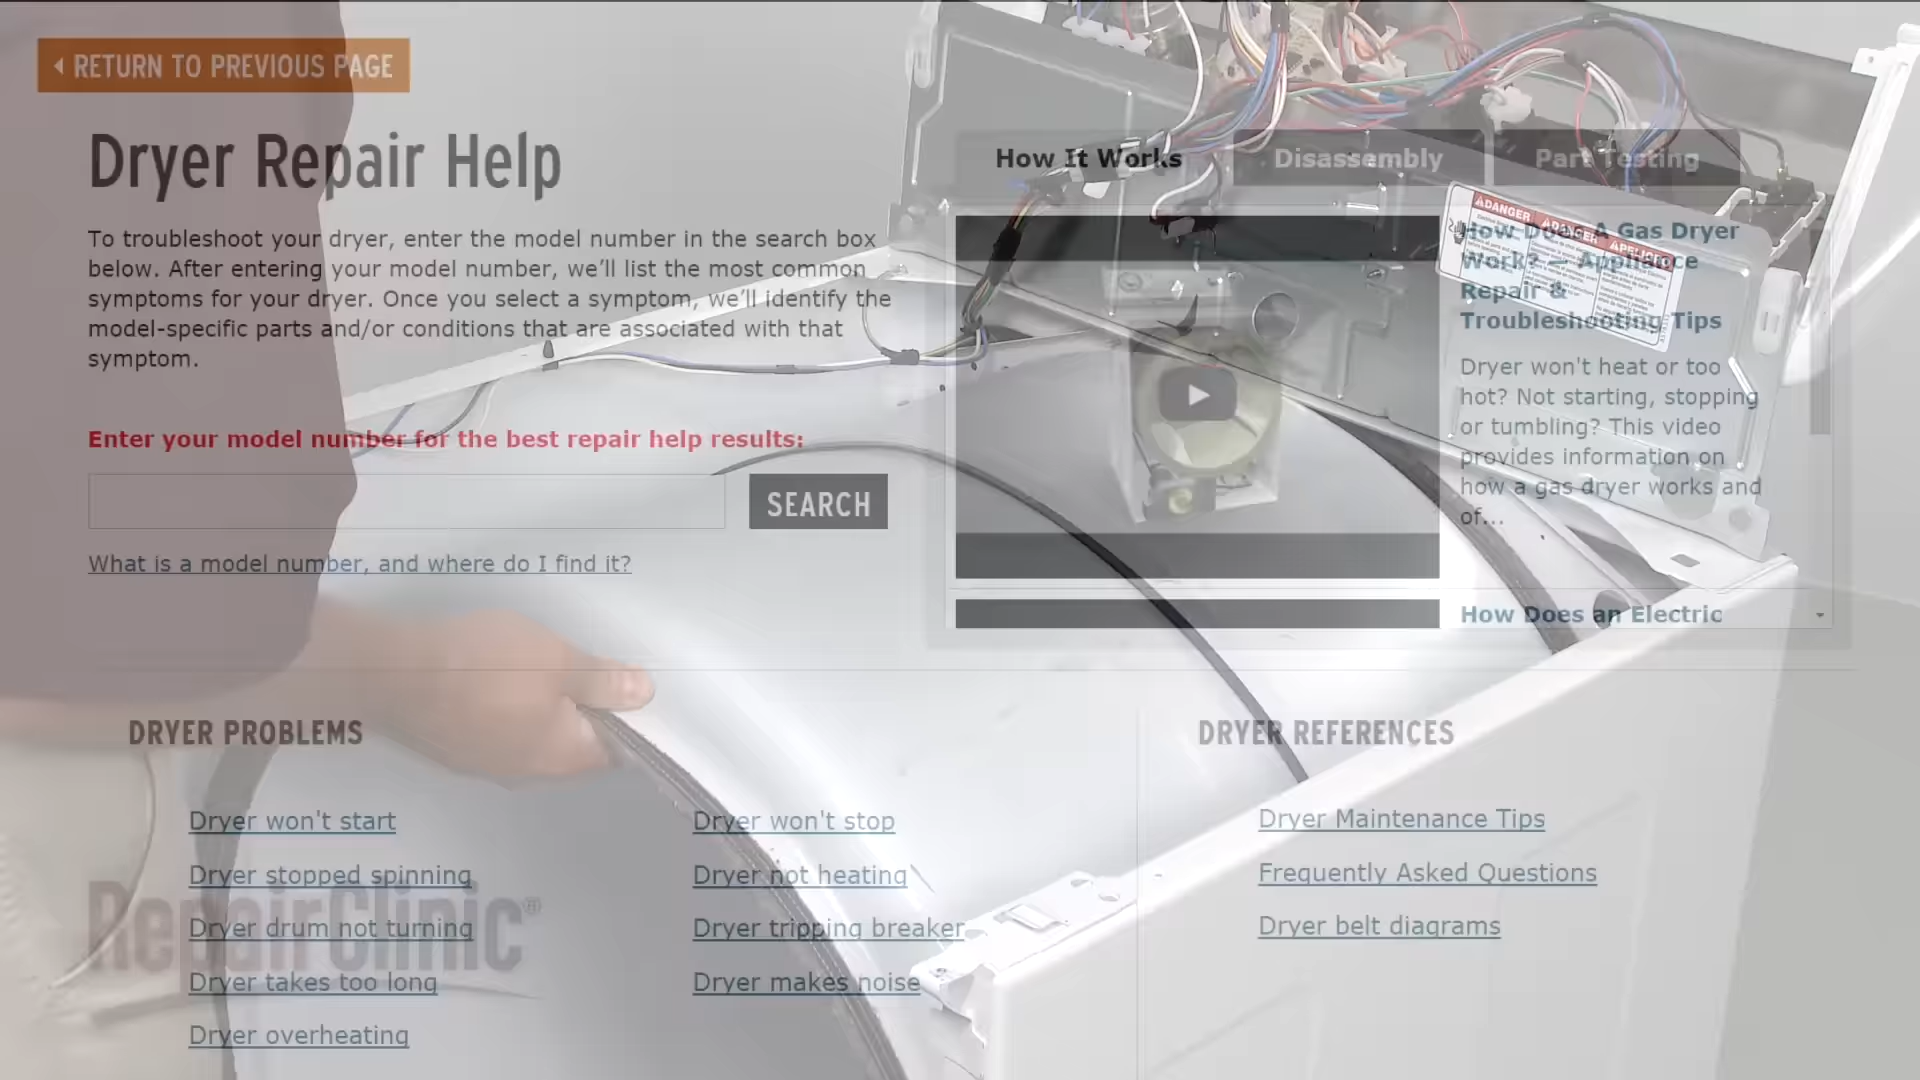 RETURN TO PREVIOUS PAGE
Dryer Repair Help
To troubleshoot your dryer, enter the model number in the search box
below. After entering your model number, we’ll list the most common
symptoms for your dryer. Once you select a symptom, we’ll identify the
model-specific parts and/or conditions that are associated with that
symptom.
Enter your model number for the best repair help results:
SEARCH
What is a model number, and where do I find it?
How It Works
Disassembly
Part Testing
DANGER
DANGER
How Does A Gas Dryer
Work? — Appliance
Repair &
Troubleshooting Tips
Dryer won't heat or too
hot? Not starting, stopping
or tumbling? This video
provides information on
how a gas dryer works and
of...
How Does an Electric
DRYER PROBLEMS
Dryer won't start
Dryer stopped spinning
Dryer drum not turning
Dryer takes too long
Dryer overheating
Dryer won't stop
Dryer not heating
Dryer tripping breaker
Dryer makes noise
DRYER REFERENCES
Dryer Maintenance Tips
Frequently Asked Questions
Dryer belt diagrams
RepairClinic®